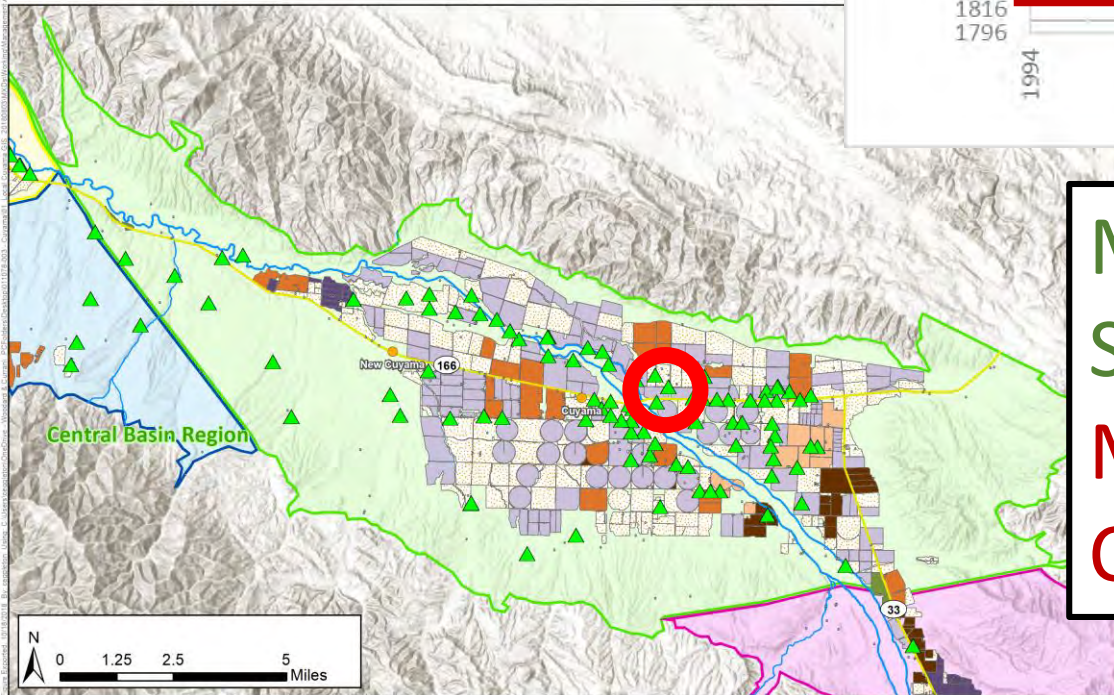 1816
1796
1994
N
S
M
C
New Cuyama
166
Cuyama
Central Basin Region
33
N
0 1.25 2.5 5
Miles